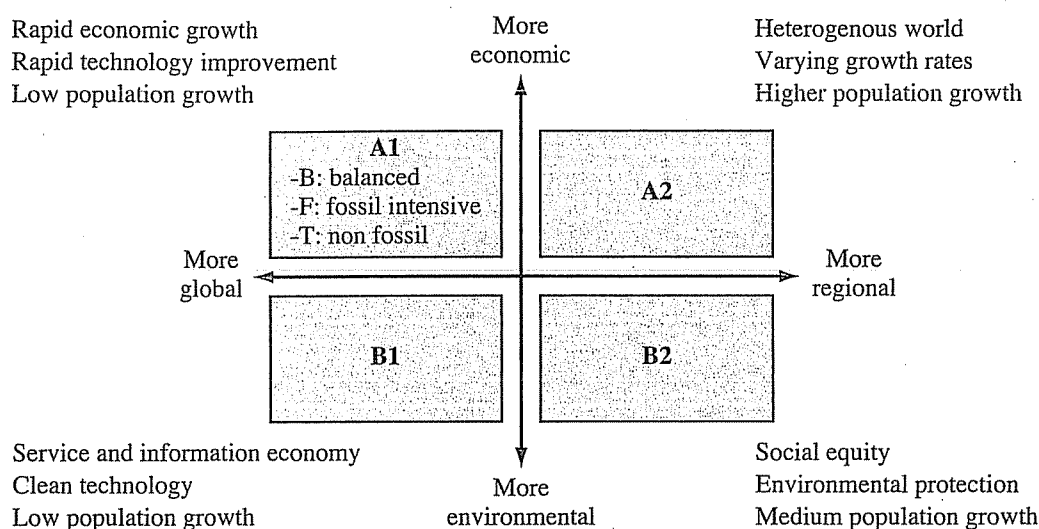 Rapid economic growth
Rapid technology improvement
Low population growth
More
economic
Heterogenous world
Varying growth rates
Higher population growth
A1
-B: balanced
-F: fossil intensive
-T: non fossil
A2
More
global
More
regional
B1
B2
Service and information economy
Clean technology
Low population growth
More
environmental
Social equity
Environmental protection
Medium population growth